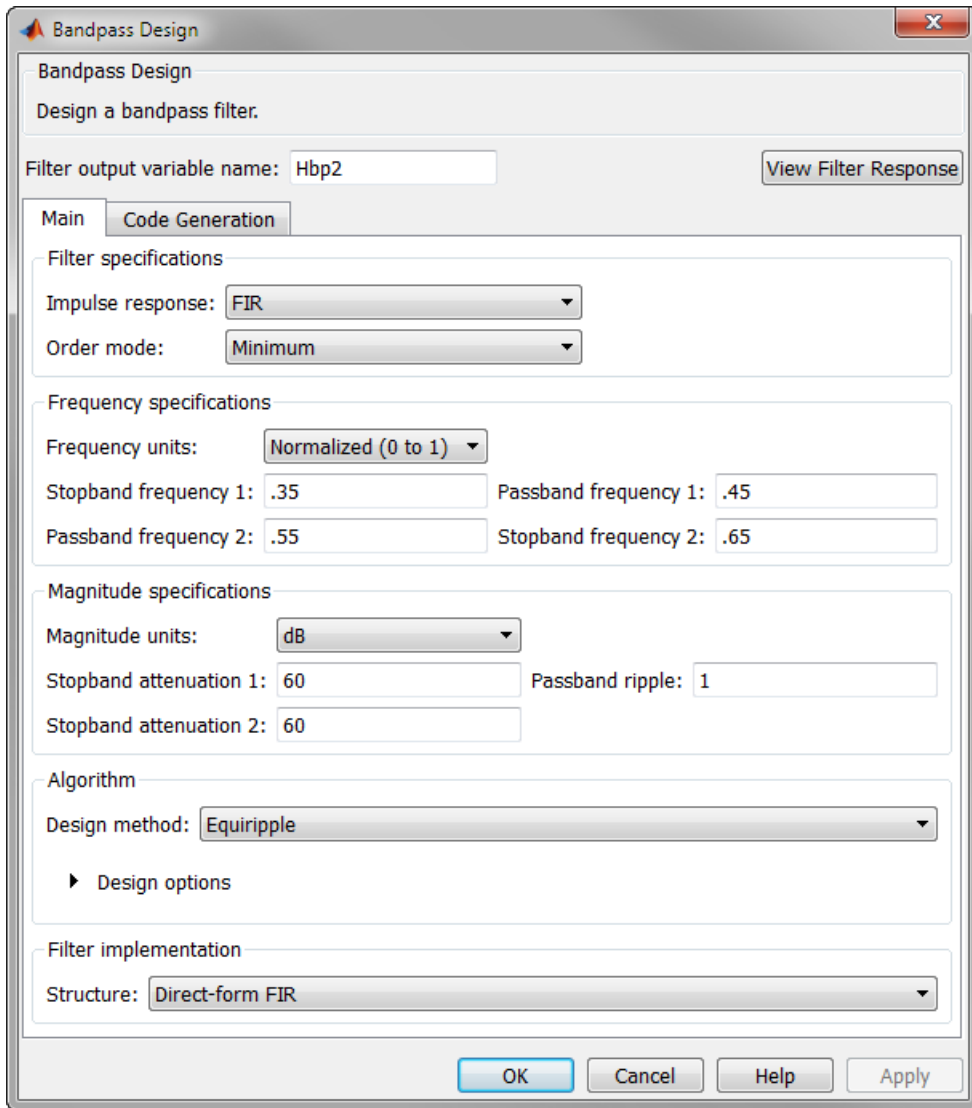 Bandpass Design
Bandpass Design
Design a bandpass filter.
Filter output variable name: Hbp2 View Filter Response
Main Code Generation
Filter specifications
Impulse response: FIR
Order mode: Minimum
Frequency specifications
Frequency units: Normalized (0 to 1)
Stopband frequency 1: .35 Passband frequency 1: .45
Passband frequency 2: .55 Stopband frequency 2: .65
Magnitude specifications
Magnitude units: dB
Stopband attenuation 1: 60 Passband ripple: 1
Stopband attenuation 2: 60
Algorithm
Design method: Equiripple
Design options
Filter implementation
Structure: Direct-form FIR
OK Cancel Help Apply